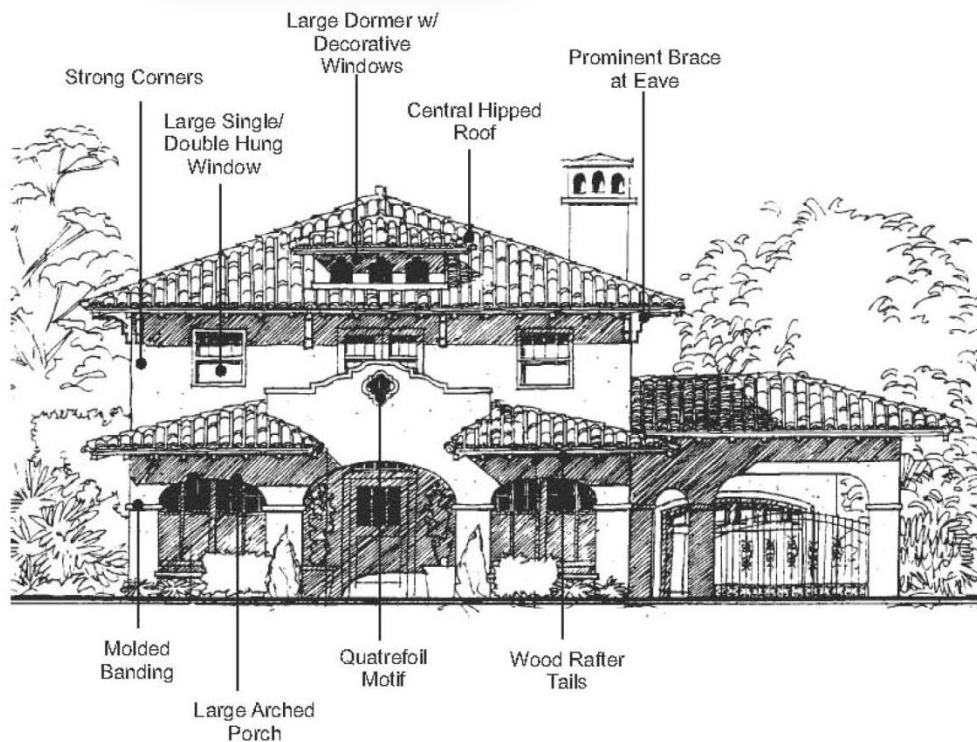 Large Dormer w/
Decorative
Windows
Prominent Brace
at Eave
Strong Corners
Large Single/
Double Hung
Window
Central Hipped
Roof
Molded
Banding
Large Arched
Porch
Quatrefoil
Motif
Wood Rafter
Tails